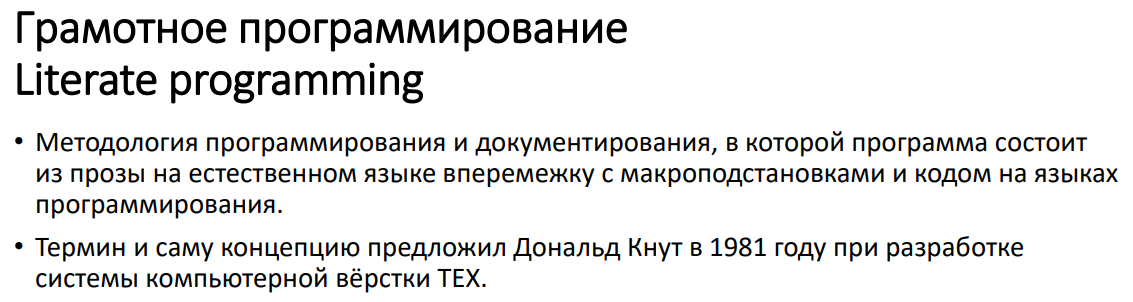 Грамотное программирование
Literate programming
• Методология программирования и документирования, в которой программа состоит
из прозы на естественном языке вперемежку с макроподстановками и кодом на языках
программирования.
• Термин и саму концепцию предложил Дональд Кнут в 1981 году при разработке
системы компьютерной вёрстки TEX.